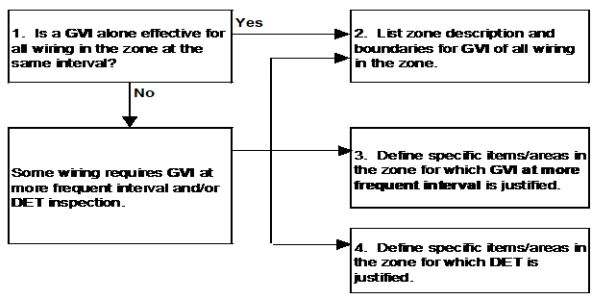 1. Is a GVI alone effective for
all wiring in the zone at the
same interval?
Yes
2. List zone description and
boundaries for GVI of all wiring
in the zone.
No
Some wiring requires GVI at
more frequent interval and/or
DET inspection.
3. Define specific items/areas in
the zone for which GVI at more
frequent interval is justified.
4. Define specific items/areas in
the zone for which DET is
justified.